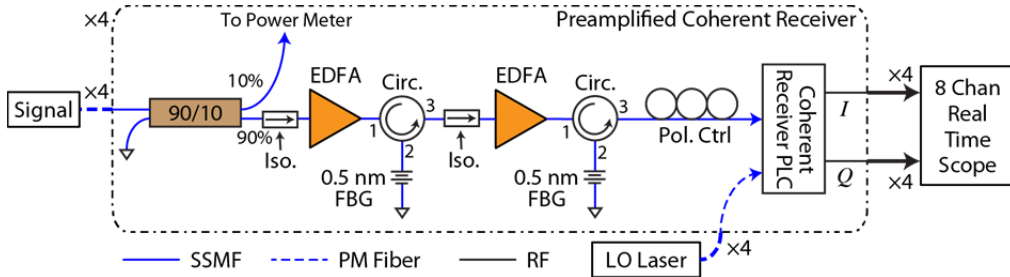 ×4
To Power Meter
Preamplified Coherent Receiver
Signal
×4
90/10
10%
90%
Iso.
EDFA
Circ.
1
3
2
0.5 nm
FBG
Iso.
EDFA
Circ.
1
3
2
0.5 nm
FBG
Pol. Ctrl
Coherent
Receiver PLC
I
Q
×4
×4
8 Chan
Real
Time
Scope
SSMF
PM Fiber
RF
LO Laser
×4